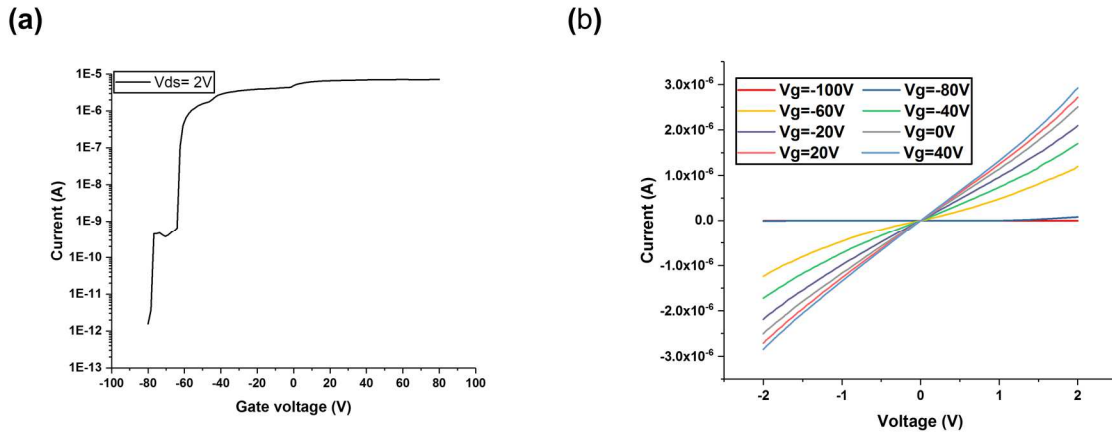 (a)
Vds= 2V
1E-5
1E-6
1E-7
1E-8
1E-9
1E-10
1E-11
1E-12
1E-13
Current (A)
-100 -80 -60 -40 -20 0 20 40 60 80 100
Gate voltage (V)
(b)
Vg=-100V Vg=-80V
Vg=-60V Vg=-40V
Vg=-20V Vg=0V
Vg=20V Vg=40V
3.0x10⁻⁶
2.0x10⁻⁶
1.0x10⁻⁶
0.0
-1.0x10⁻⁶
-2.0x10⁻⁶
-3.0x10⁻⁶
Current (A)
-2 -1 0 1 2
Voltage (V)